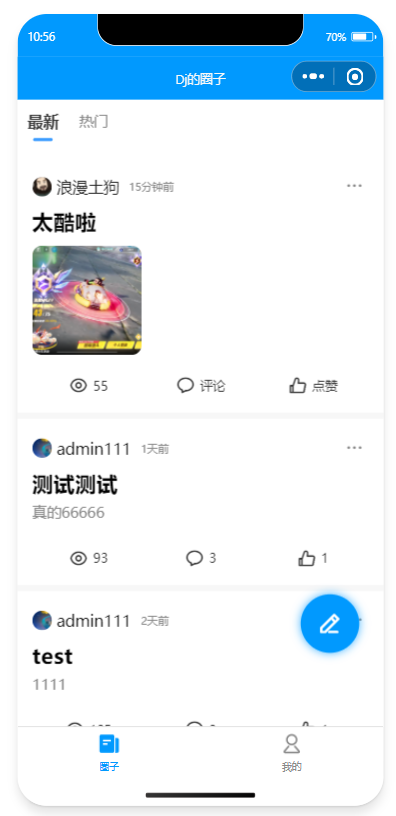 10:56 70%
Dj的圈子
最新 热门
浪漫土狗 15分钟前
太酷啦
55 评论 点赞
admin111 1天前
测试测试
真的66666
93 3 1
admin111 2天前
test
1111
圈子 我的